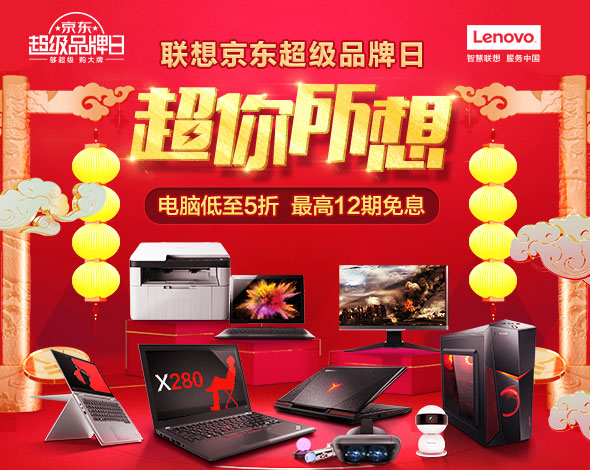 京东
超级品牌日
够超级 购大牌
联想京东超级品牌日
Lenovo
智慧联想 服务中国
超你所想
电脑低至5折 最高12期免息
X280